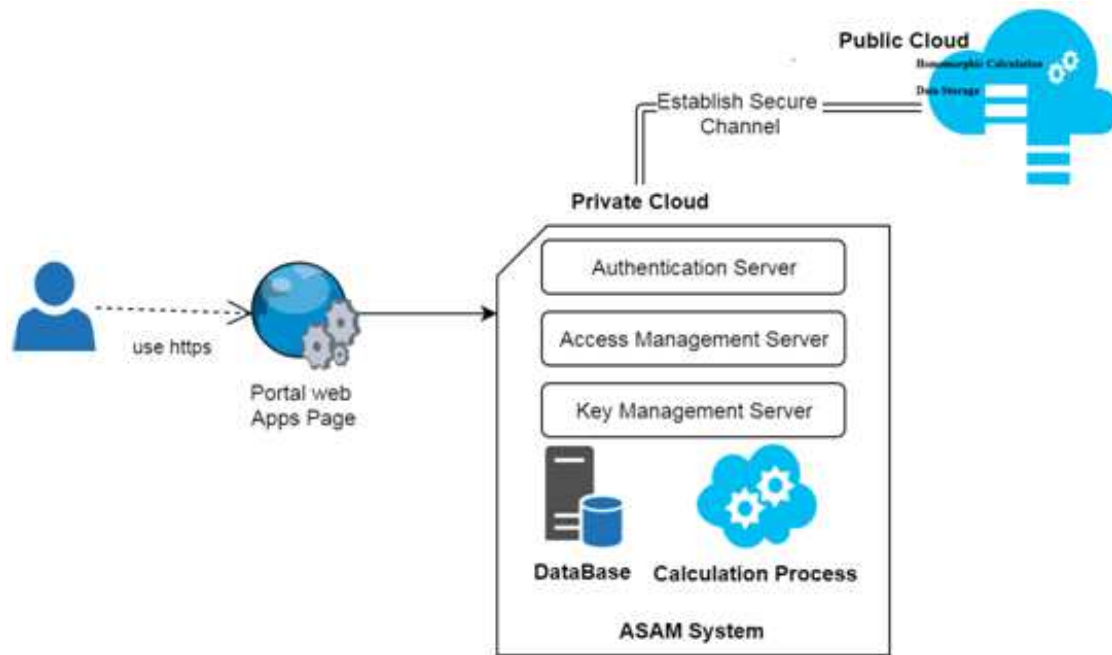 Public Cloud
Homomorphic Calculation
Data Storage
Establish Secure
Channel
Private Cloud
Authentication Server
Access Management Server
Key Management Server
use https
Portal web
Apps Page
DataBase
Calculation Process
ASAM System